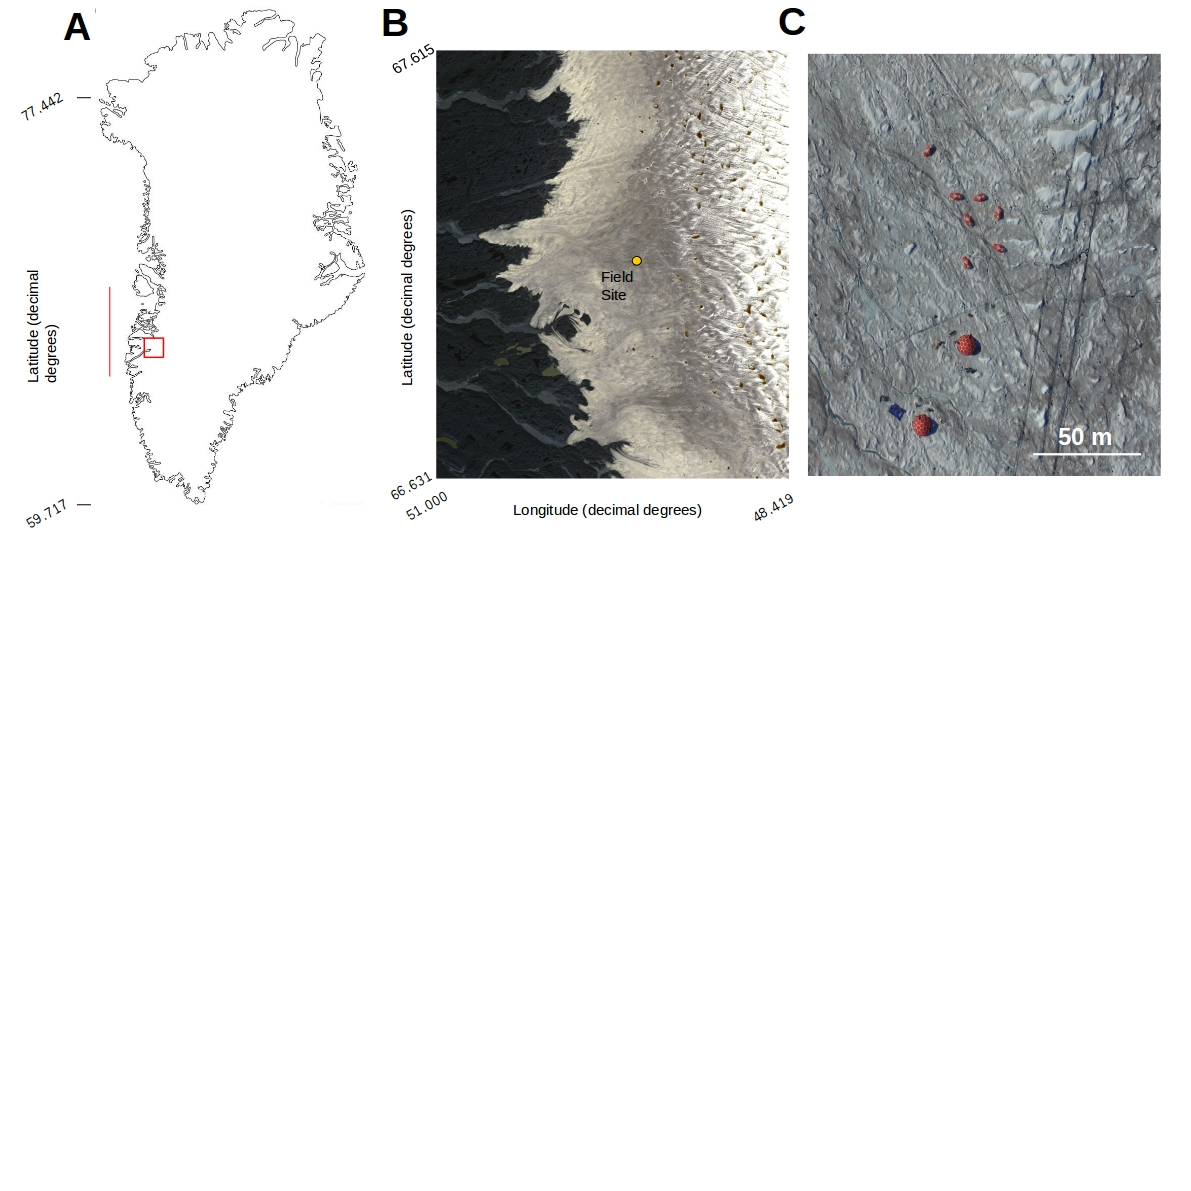 A
77.442
Latitude (decimal
degrees)
59.717
B
67.615
Latitude (decimal degrees)
Field
Site
66.631
51.000
Longitude (decimal degrees)
48.419
C
50 m